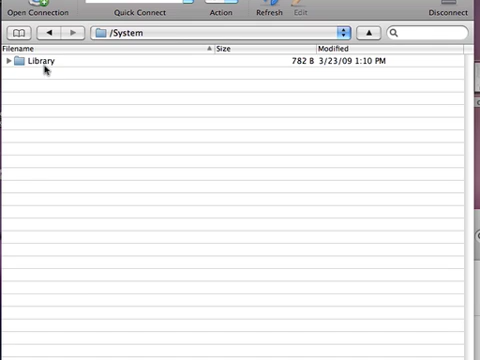 Open Connection Quick Connect Action Refresh Edit Disconnect
/System
Filename Size Modified
Library 782 B 3/23/09 1:10 PM